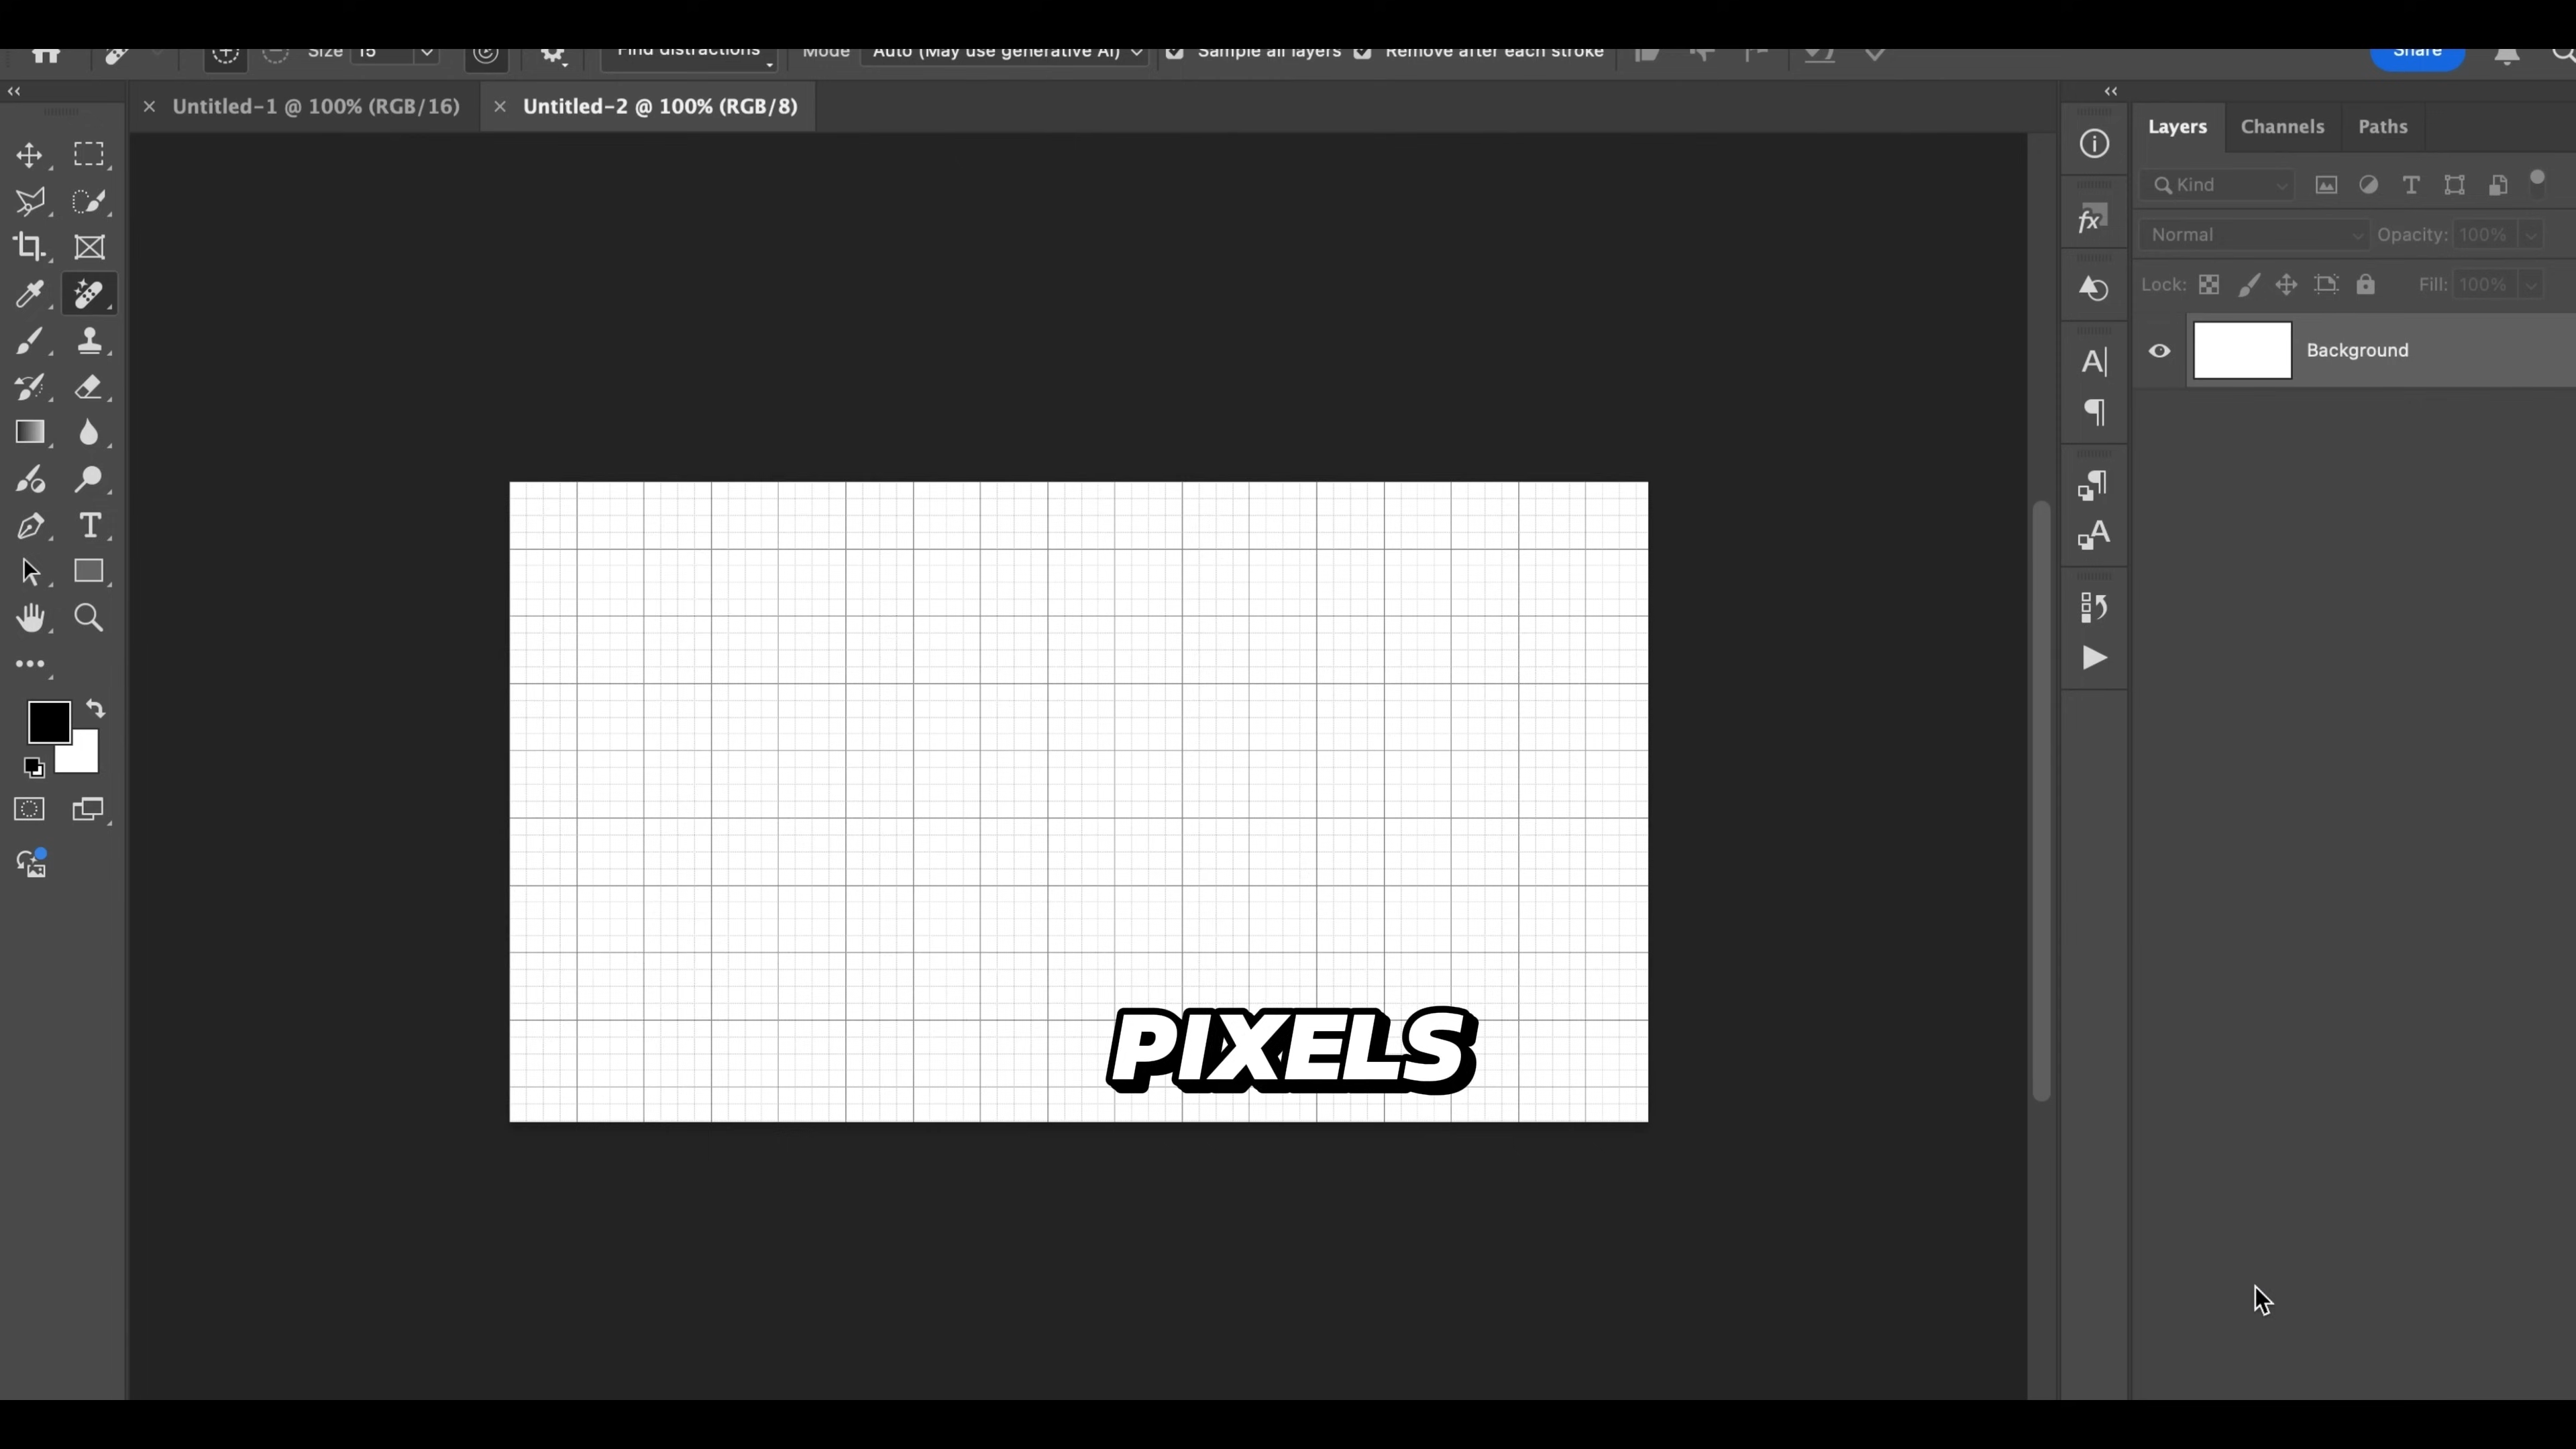 Size 15 Find distractions Mode Auto (May use generative AI) Sample all layers Remove after each stroke Share
Untitled-1 @ 100% (RGB/16) Untitled-2 @ 100% (RGB/8)
Layers Channels Paths
Kind
Normal Opacity: 100%
Lock: Fill: 100%
Background
PIXELS